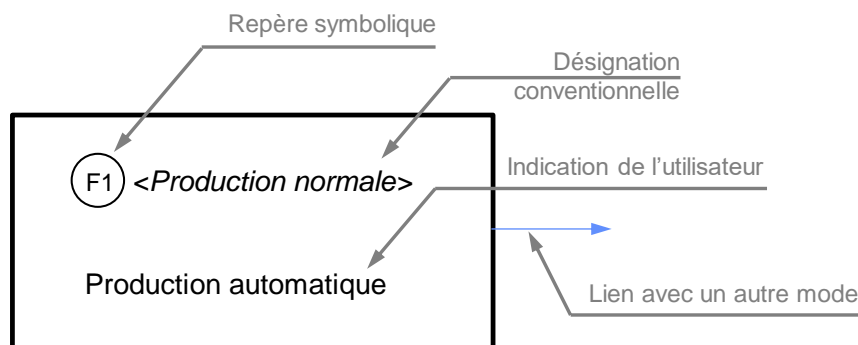 Repère symbolique
Désignation
conventionnelle
F1 <Production normale>
Indication de l’utilisateur
Production automatique
Lien avec un autre mode